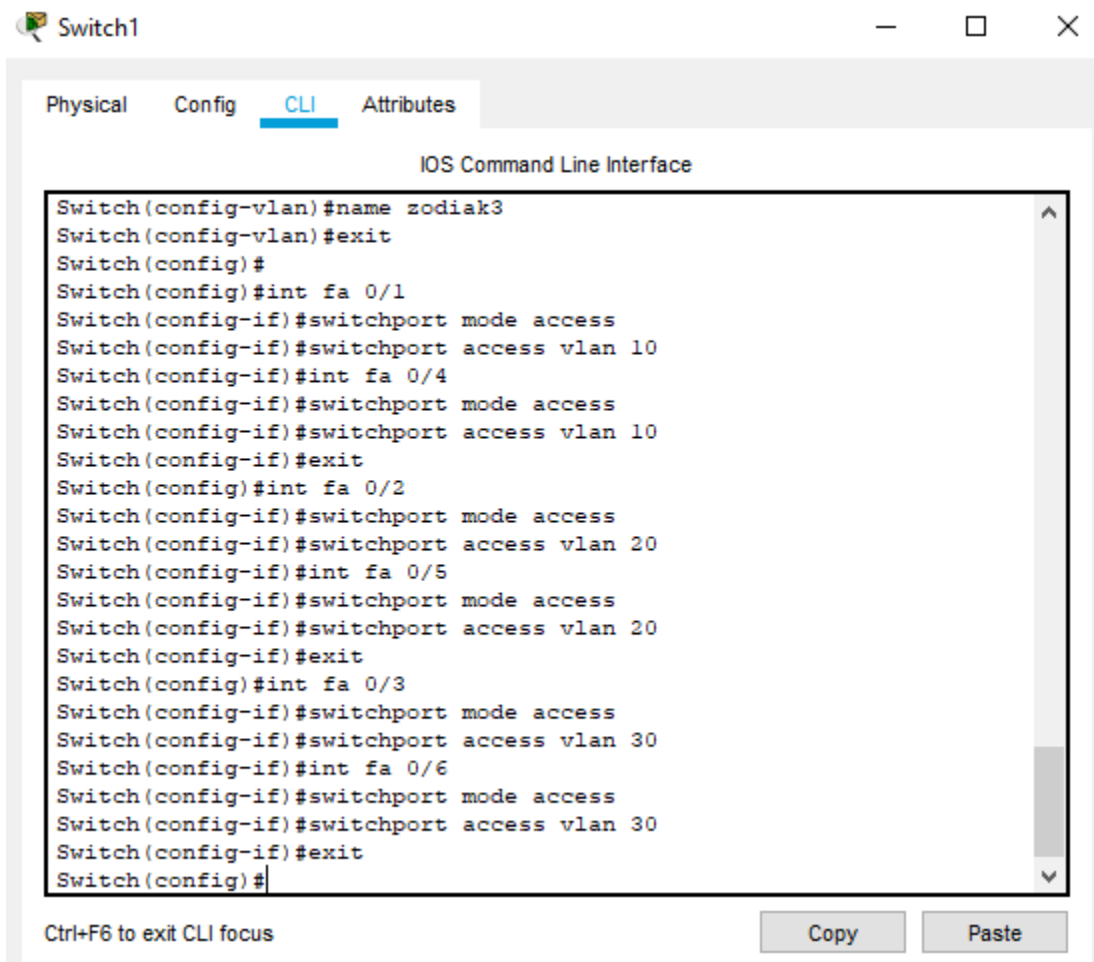 Switch1
Physical Config CLI Attributes
IOS Command Line Interface
Switch(config-vlan)#name zodiak3
Switch(config-vlan)#exit
Switch(config)#
Switch(config)#int fa 0/1
Switch(config-if)#switchport mode access
Switch(config-if)#switchport access vlan 10
Switch(config-if)#int fa 0/4
Switch(config-if)#switchport mode access
Switch(config-if)#switchport access vlan 10
Switch(config-if)#exit
Switch(config)#int fa 0/2
Switch(config-if)#switchport mode access
Switch(config-if)#switchport access vlan 20
Switch(config-if)#int fa 0/5
Switch(config-if)#switchport mode access
Switch(config-if)#switchport access vlan 20
Switch(config-if)#exit
Switch(config)#int fa 0/3
Switch(config-if)#switchport mode access
Switch(config-if)#switchport access vlan 30
Switch(config-if)#int fa 0/6
Switch(config-if)#switchport mode access
Switch(config-if)#switchport access vlan 30
Switch(config-if)#exit
Switch(config)#
Ctrl+F6 to exit CLI focus Copy Paste